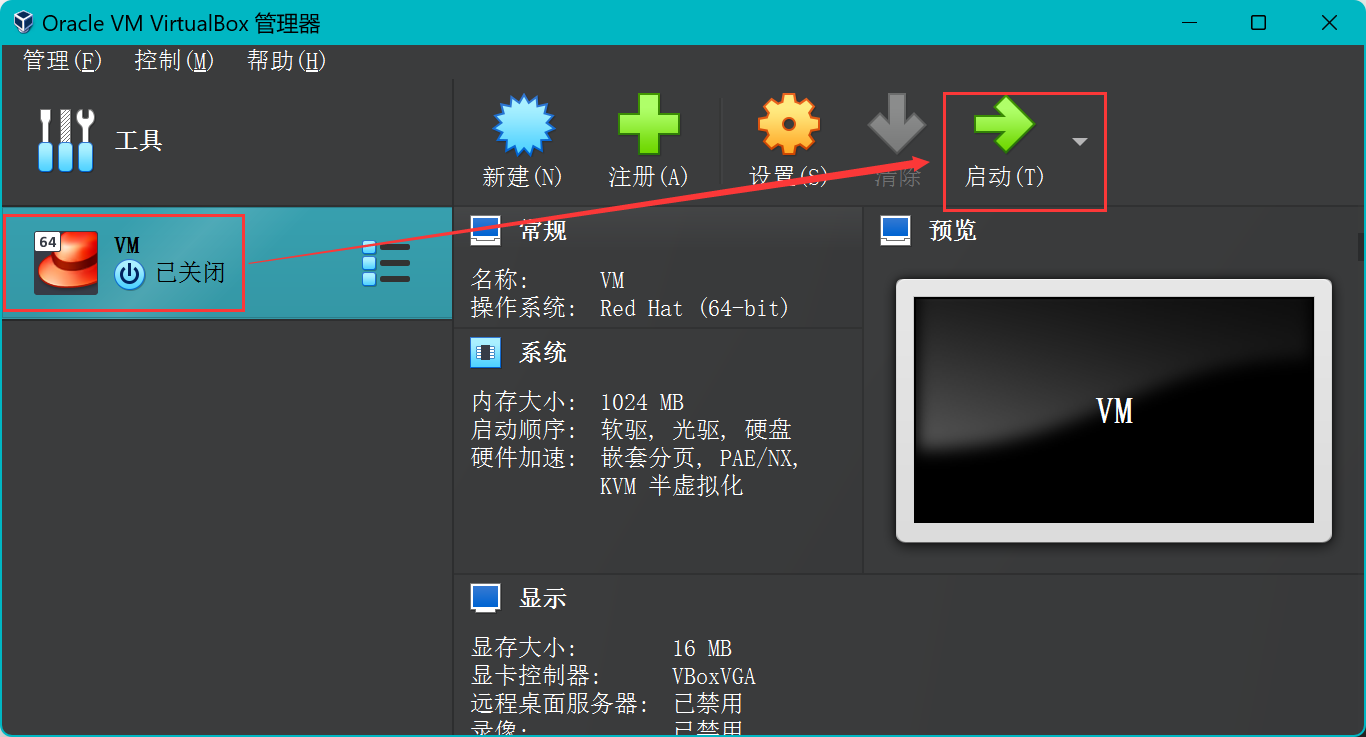 Oracle VM VirtualBox 管理器
管理(F) 控制(M) 帮助(H)
工具
新建(N) 注册(A) 设置(S) 清除 启动(T)
64
VM
已关闭
常规
名称: VM
操作系统: Red Hat (64-bit)
系统
内存大小: 1024 MB
启动顺序: 软驱, 光驱, 硬盘
硬件加速: 嵌套分页, PAE/NX,
KVM 半虚拟化
预览
VM
显示
显存大小: 16 MB
显卡控制器: VBoxVGA
远程桌面服务器: 已禁用
录像: 已禁用